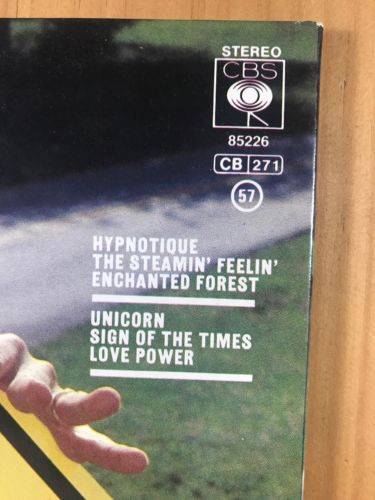 STEREO
CBS
85226
CB 271
57
HYPNOTIQUE
THE STEAMIN' FEELIN'
ENCHANTED FOREST
UNICORN
SIGN OF THE TIMES
LOVE POWER